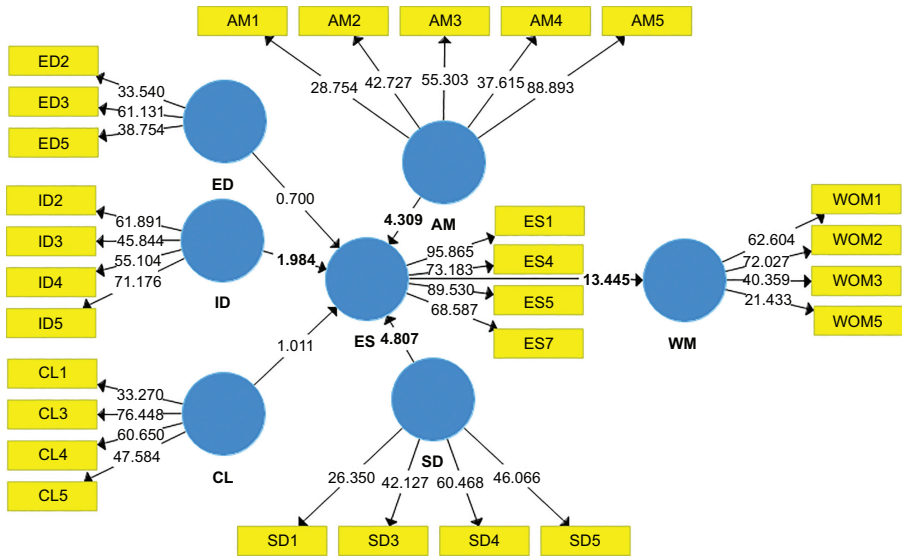 AM1 AM2 AM3 AM4 AM5
28.754 42.727 55.303 37.615 88.893
AM
ED2
ED3
ED5
33.540
61.131
38.754
ED
0.700
4.309
ID2
ID3
ID4
ID5
61.891
45.844
55.104
71.176
ID
1.984
ES1
ES4
ES5
ES7
95.865
73.183
89.530
68.587
ES
13.445
WOM1
WOM2
WOM3
WOM5
62.604
72.027
40.359
21.433
WM
CL1
CL3
CL4
CL5
33.270
76.448
60.650
47.584
CL
1.011
4.807
SD
26.350 42.127 60.468 46.066
SD1 SD3 SD4 SD5